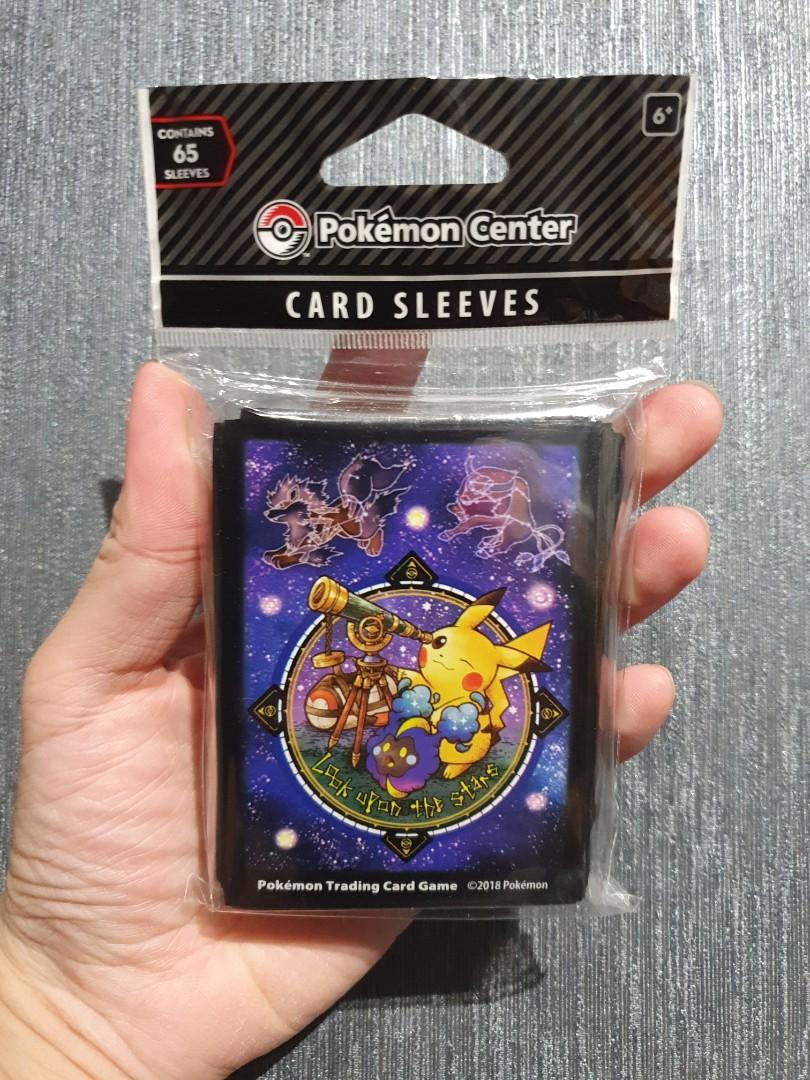 CONTAINS
65
SLEEVES
6+
Pokémon Center
CARD SLEEVES
Look upon the stars
Pokémon Trading Card Game ©2018 Pokémon